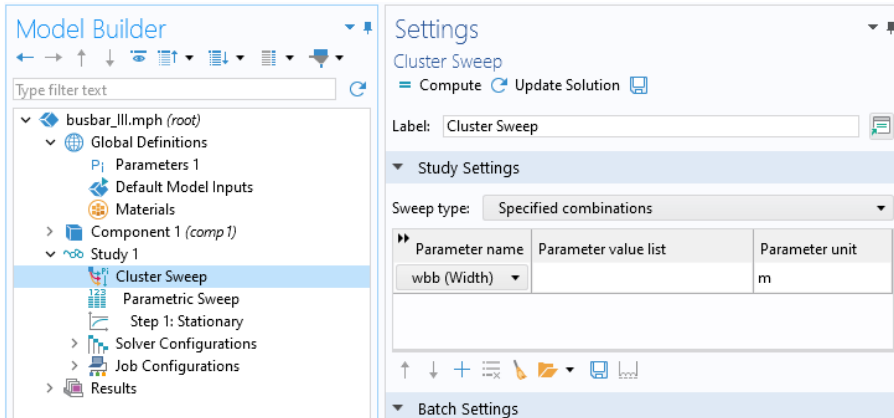 Model Builder
Type filter text
busbar_III.mph (root)
Global Definitions
Pi Parameters 1
Default Model Inputs
Materials
Component 1 (comp1)
Study 1
Cluster Sweep
123 Parametric Sweep
Step 1: Stationary
Solver Configurations
Job Configurations
Results
Settings
Cluster Sweep
= Compute Update Solution
Label: Cluster Sweep
Study Settings
Sweep type: Specified combinations
Parameter name Parameter value list Parameter unit
wbb (Width) m
Batch Settings